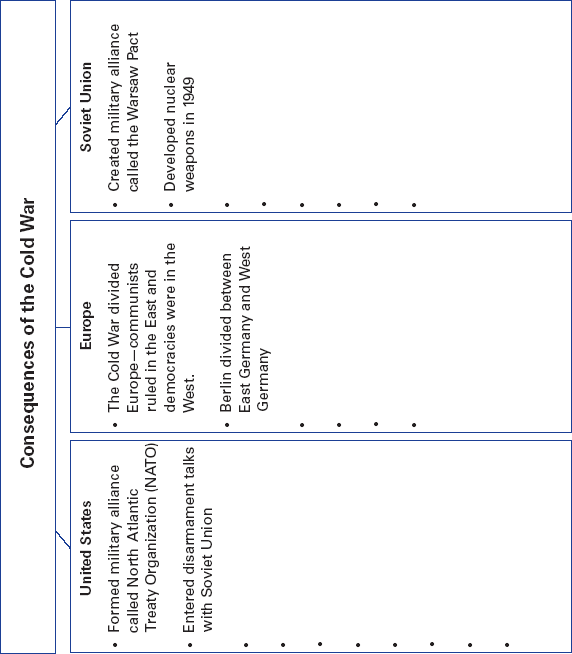 Consequences of the Cold War
United States
• Formed military alliance
called North Atlantic
Treaty Organization (NATO)
• Entered disarmament talks
with Soviet Union
•
•
•
•
•
•
•
•
Europe
• The Cold War divided
Europe—communists
ruled in the East and
democracies were in the
West.
• Berlin divided between
East Germany and West
Germany
•
•
•
•
Soviet Union
• Created military alliance
called the Warsaw Pact
• Developed nuclear
weapons in 1949
•
•
•
•
•
•